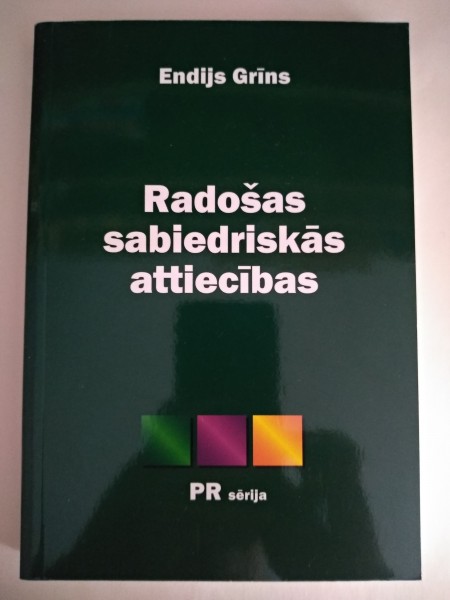 Endijs Grīns
Radošas
sabiedriskās
attiecības
PR sērija